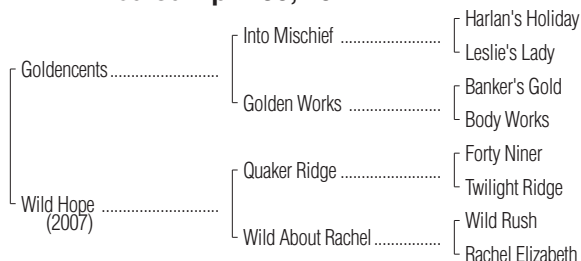 Harlan's Holiday
Into Mischief ......................
Leslie's Lady
Goldencents ........................
Banker's Gold
Golden Works ....................
Body Works
Forty Niner
Quaker Ridge ......................
Twilight Ridge
Wild Hope ..........................
(2007)
Wild Rush
Wild About Rachel ...............
Rachel Elizabeth